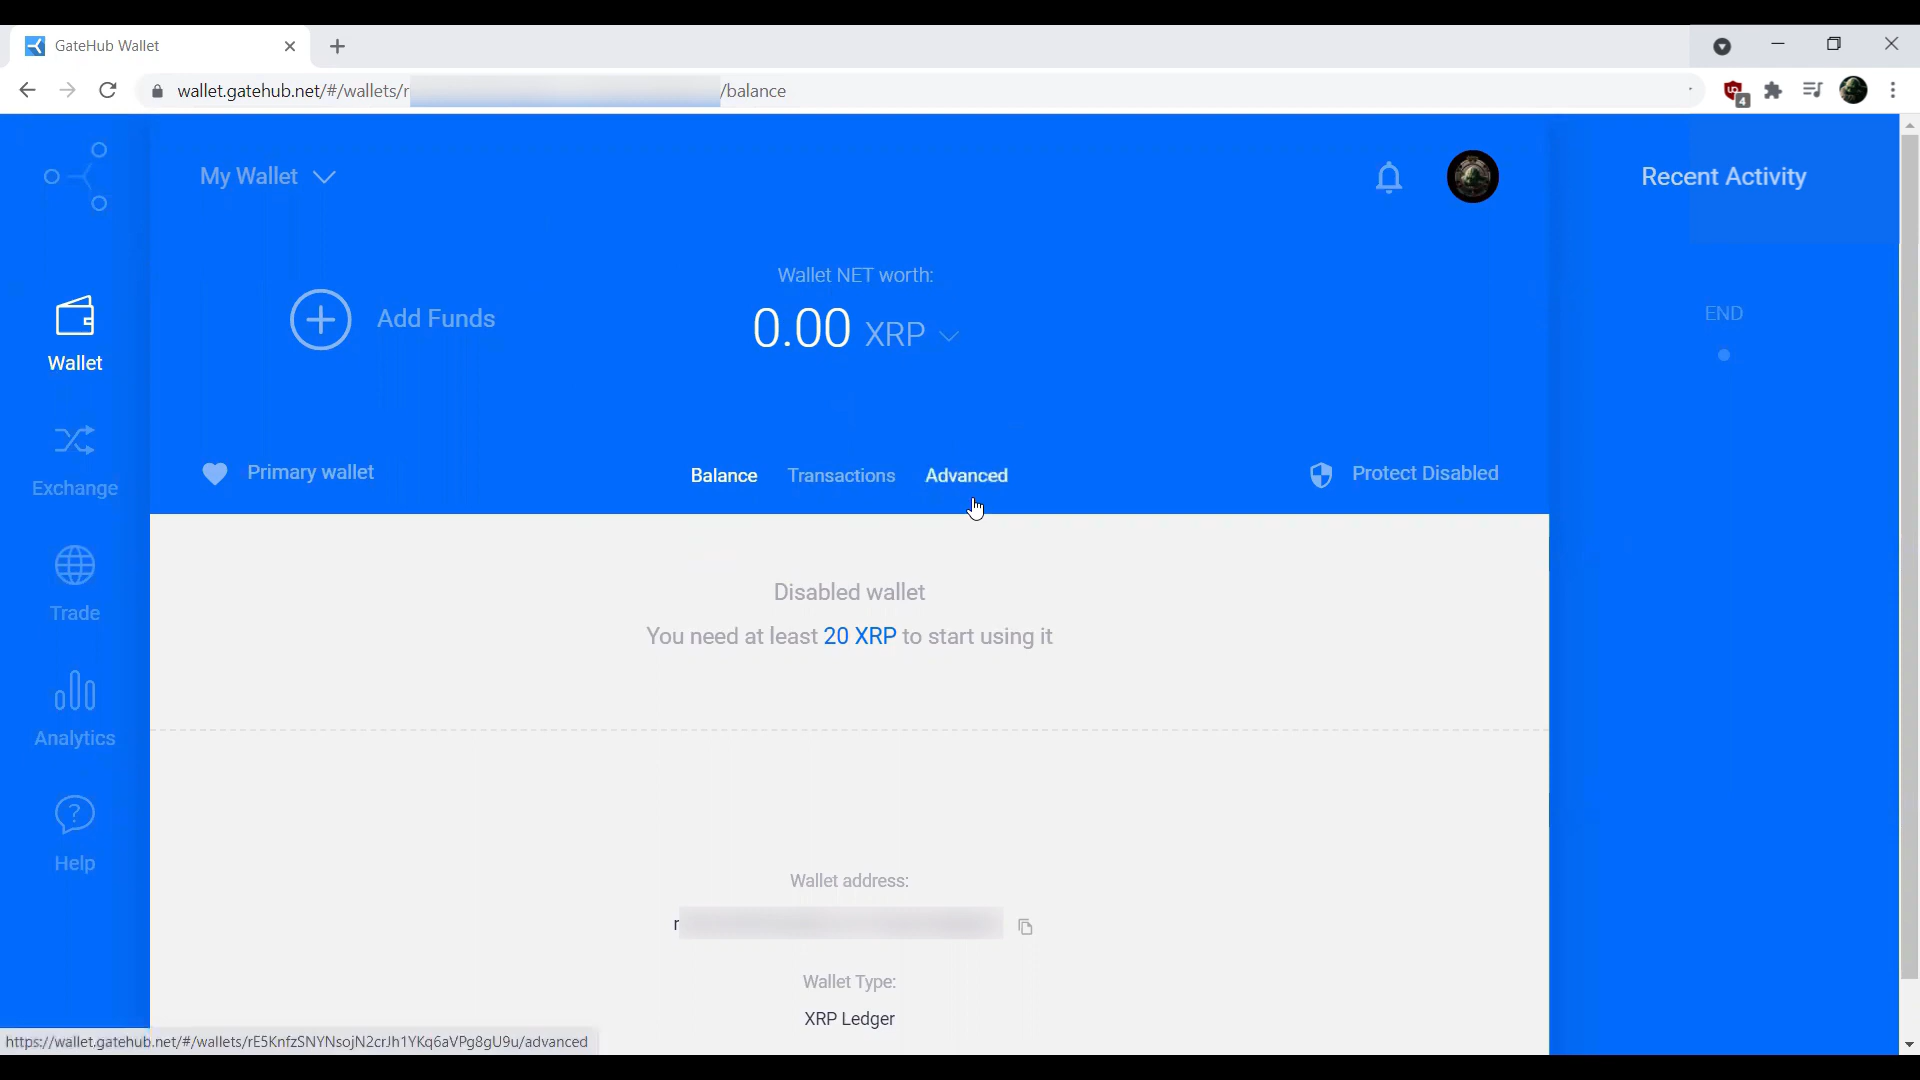 GateHub Wallet
wallet.gatehub.net/#/wallets/r /balance
4
My Wallet
Recent Activity
Wallet NET worth:
Add Funds
0.00 XRP
END
Wallet
Primary wallet
Balance Transactions Advanced
Protect Disabled
Exchange
Disabled wallet
You need at least 20 XRP to start using it
Trade
Analytics
Help
Wallet address:
r
Wallet Type:
XRP Ledger
https://wallet.gatehub.net/#/wallets/rE5KnfzSNYNsojN2crJh1YKq6aVPg8gU9u/advanced